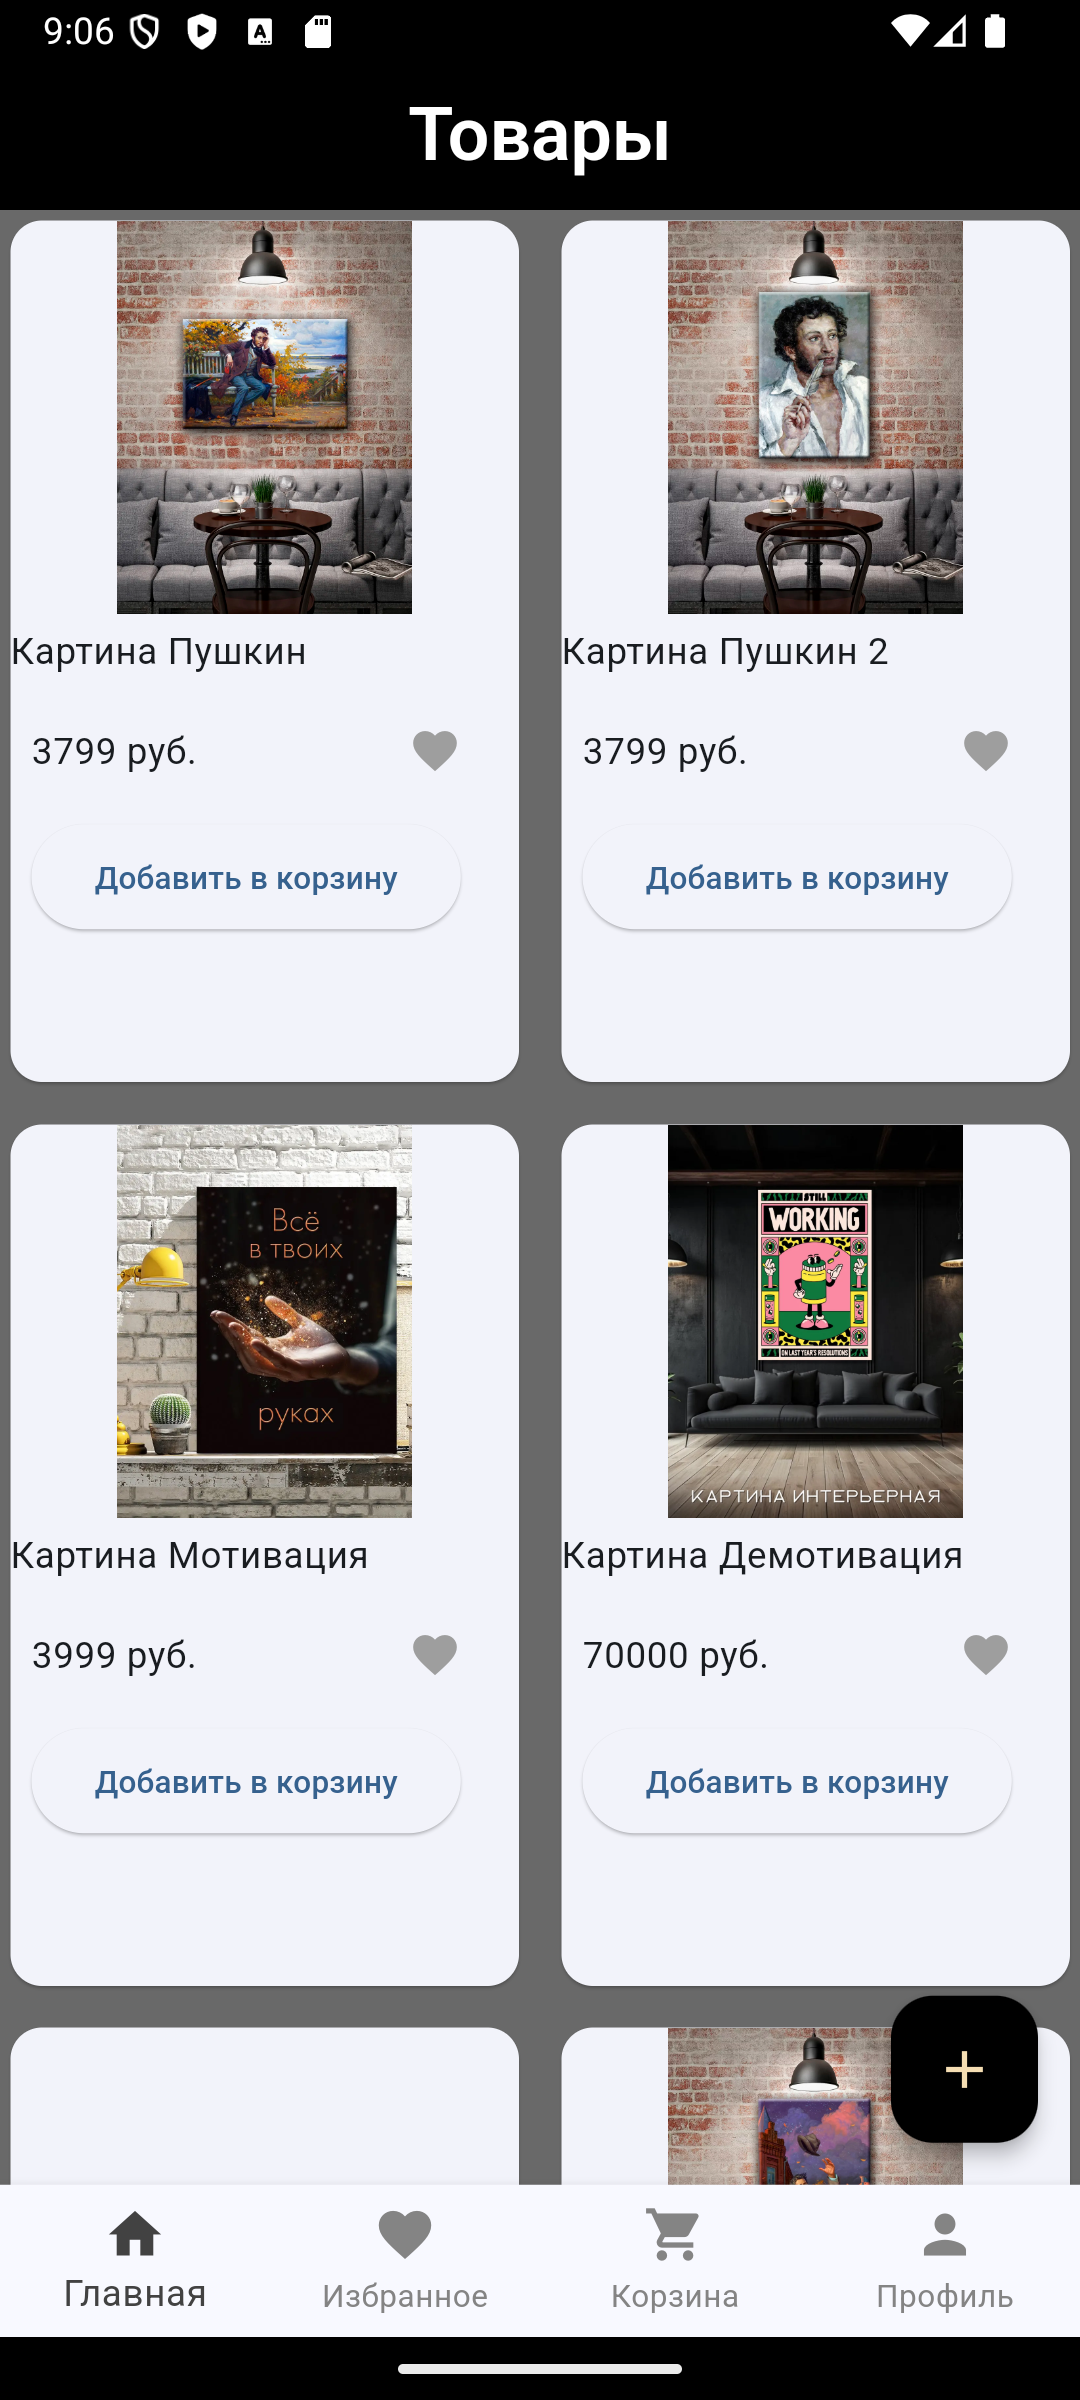 9:06
Товары
Картина Пушкин
Картина Пушкин 2
3799 руб.
3799 руб.
Добавить в корзину
Добавить в корзину
Всё
в твоих
руках
STILL
WORKING
ON LAST YEAR'S RESOLUTIONS
КАРТИНА ИНТЕРЬЕРНАЯ
Картина Мотивация
Картина Демотивация
3999 руб.
70000 руб.
Добавить в корзину
Добавить в корзину
Главная
Избранное
Корзина
Профиль